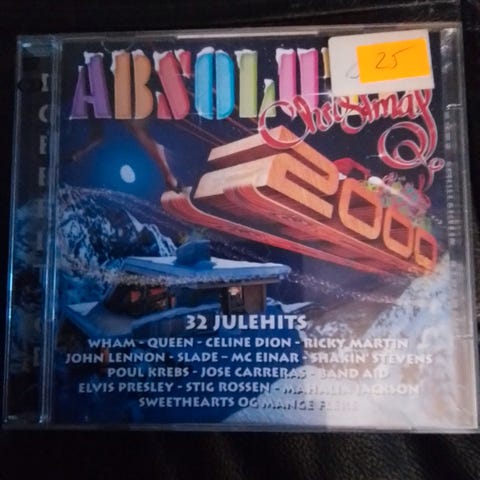 ABSOLU
25
Christmas
2000
32 JULEHITS
WHAM - QUEEN - CELINE DION - RICKY MARTIN
JOHN LENNON - SLADE - MC EINAR - SHAKIN' STEVENS
POUL KREBS - JOSE CARRERAS - BAND AID
ELVIS PRESLEY - STIG ROSSEN - MAHALIA JACKSON
SWEETHEARTS OG MANGE FLERE